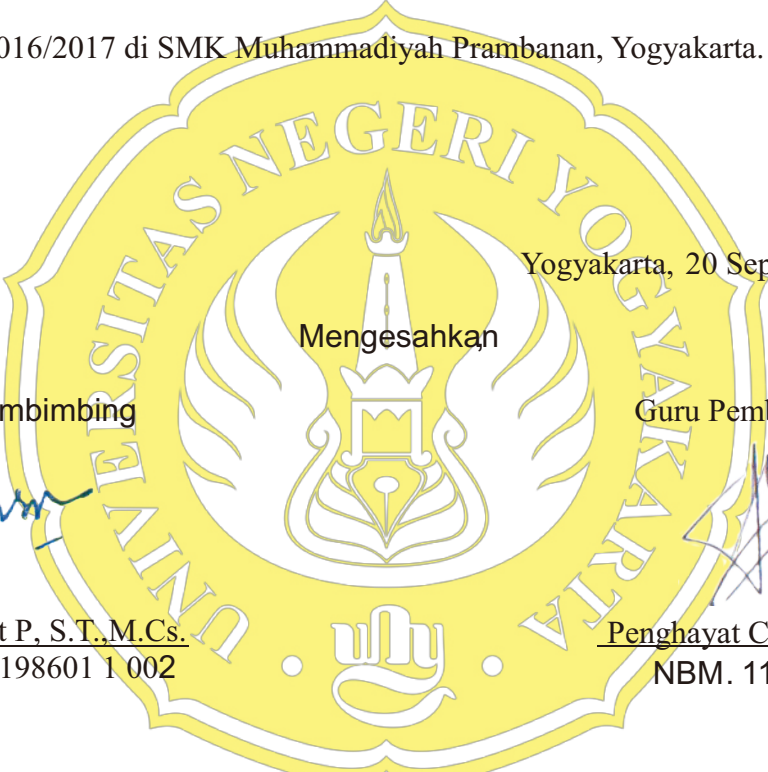 016/2017 di SMK Muhammadiyah Prambanan, Yogyakarta.
UNIVERSITAS NEGERI YOGYAKARTA
Yogyakarta, 20 Sep
Mengesahkan,
mbimbing
Guru Pemb
t P, S.T.,M.Cs.
Penghayat C
198601 1 002
NBM. 11
uny